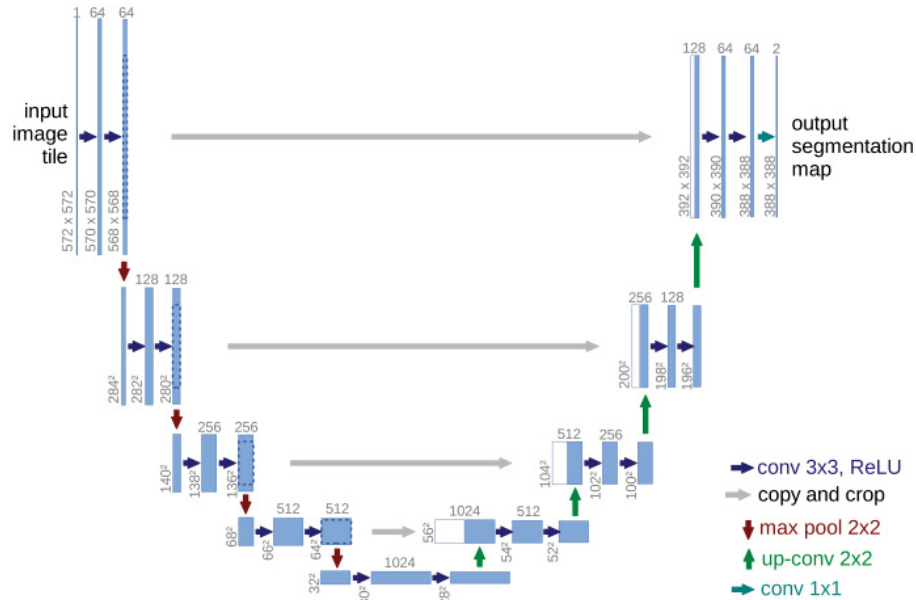 1
64
64
input
image
tile
572 x 572
570 x 570
568 x 568
128
64
64
2
output
segmentation
map
392 x 392
390 x 390
388 x 388
388 x 388
128
128
284²
282²
280²
256
128
200²
198²
196²
256
256
140²
138²
136²
512
256
104²
102²
100²
512
512
68²
66²
64²
1024
512
56²
54²
52²
1024
32²
conv 3x3, ReLU
copy and crop
max pool 2x2
up-conv 2x2
conv 1x1